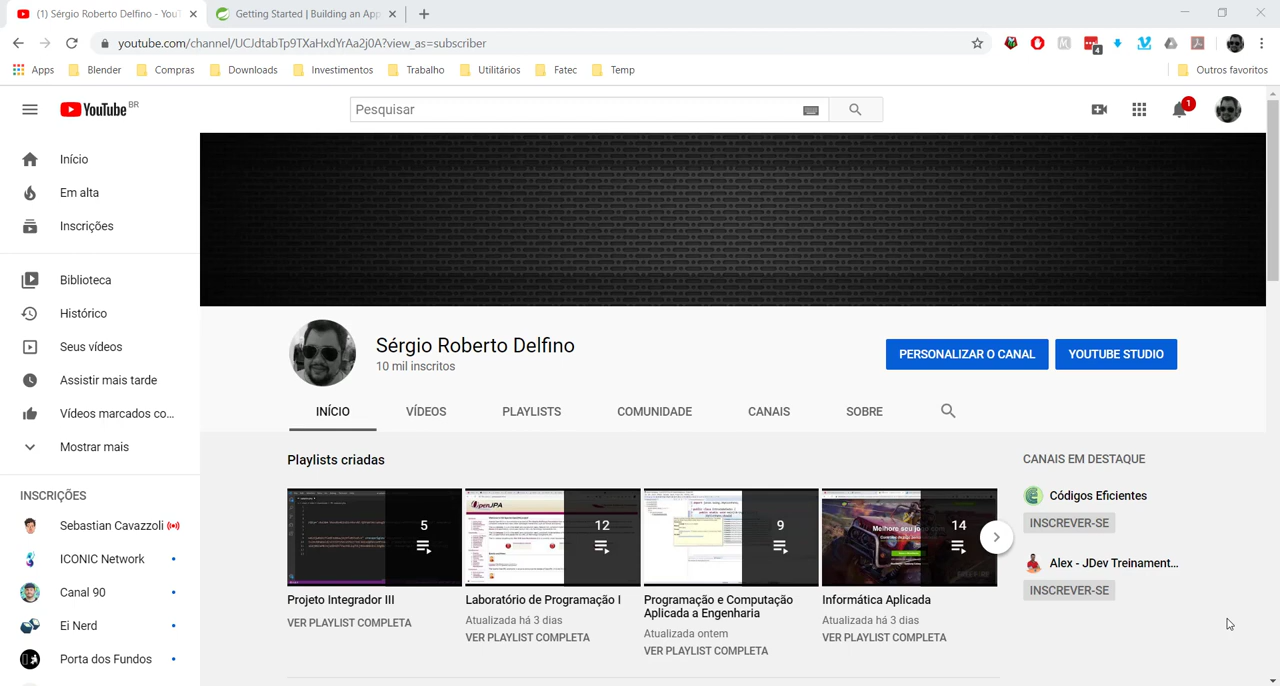 (1) Sérgio Roberto Delfino - YouT
Getting Started | Building an App
youtube.com/channel/UCJdtabTp9TXaHxdYrAa2j0A?view_as=subscriber
4
Apps
Blender
Compras
Downloads
Investimentos
Trabalho
Utilitários
Fatec
Temp
Outros favoritos
YouTube BR
Pesquisar
1
Início
Em alta
Inscrições
Biblioteca
Histórico
Seus vídeos
Assistir mais tarde
Vídeos marcados co...
Mostrar mais
INSCRIÇÕES
Sebastian Cavazzoli
ICONIC Network
Canal 90
Ei Nerd
Porta dos Fundos
Sérgio Roberto Delfino
10 mil inscritos
PERSONALIZAR O CANAL
YOUTUBE STUDIO
INÍCIO
VÍDEOS
PLAYLISTS
COMUNIDADE
CANAIS
SOBRE
Playlists criadas
5
12
9
14
Projeto Integrador III
VER PLAYLIST COMPLETA
Laboratório de Programação I
Atualizada há 3 dias
VER PLAYLIST COMPLETA
Programação e Computação
Aplicada a Engenharia
Atualizada ontem
VER PLAYLIST COMPLETA
Informática Aplicada
Atualizada há 3 dias
VER PLAYLIST COMPLETA
CANAIS EM DESTAQUE
Códigos Eficientes
INSCREVER-SE
Alex - JDev Treinament...
INSCREVER-SE